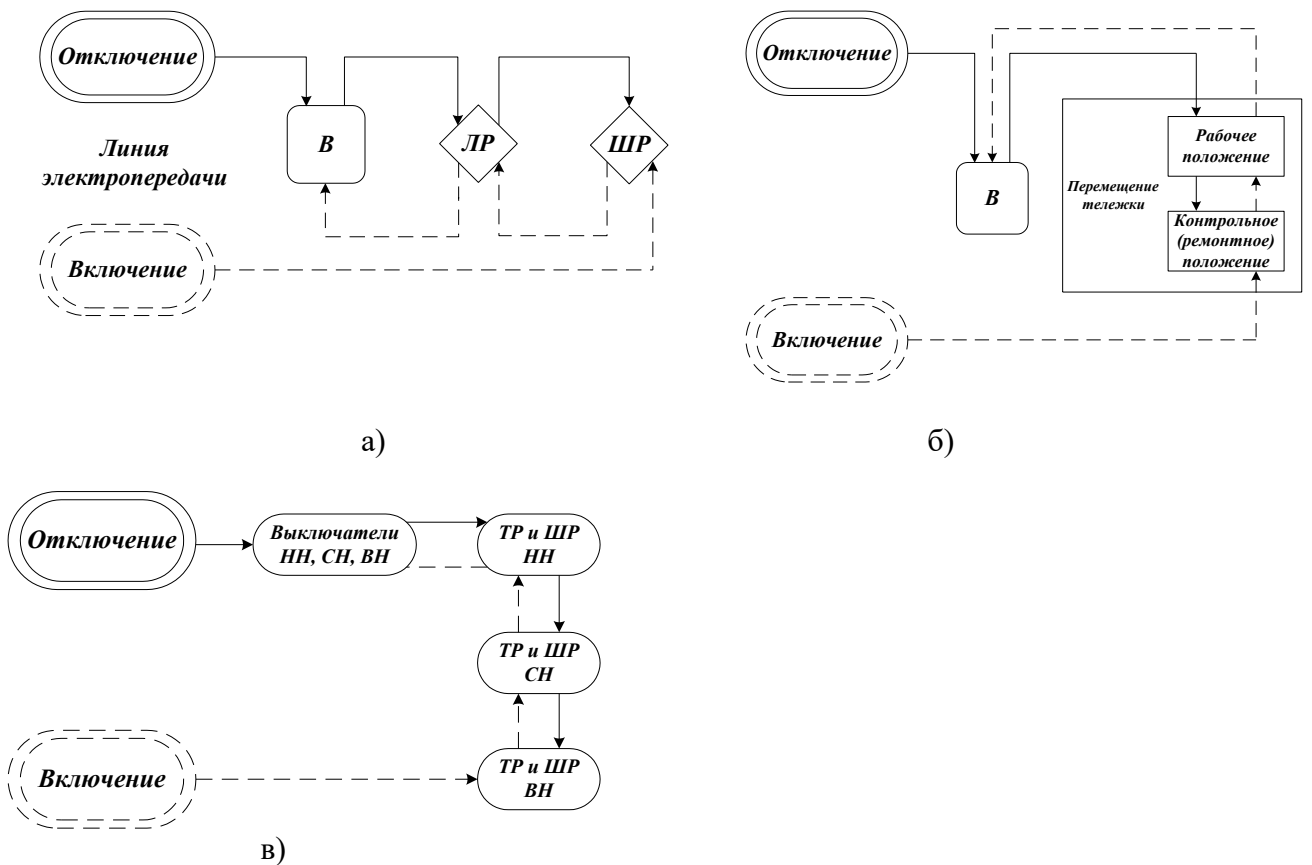 Отключение
В
ЛР
ШР
Линия
электропередачи
Включение
а)
Отключение
В
Перемещение
тележки
Рабочее
положение
Контрольное
(ремонтное)
положение
Включение
б)
Отключение
Выключатели
НН, СН, ВН
ТР и ШР
НН
ТР и ШР
СН
Включение
ТР и ШР
ВН
в)